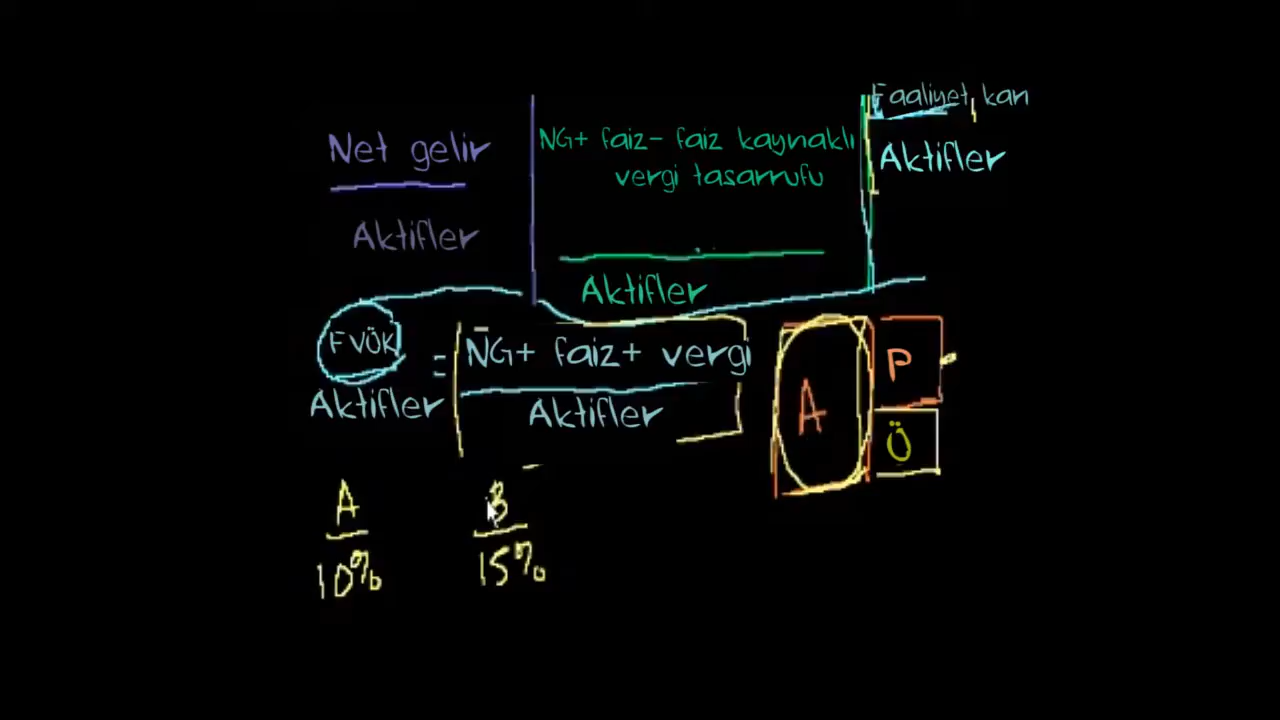 Net gelir
Aktifler
NG+ faiz- faiz kaynaklı
vergi tasarrufu
Aktifler
Faaliyet karı
Aktifler
FVÖK
Aktifler
=
NG+ faiz+ vergi
Aktifler
A
P
Ö
A
10%
B
15%